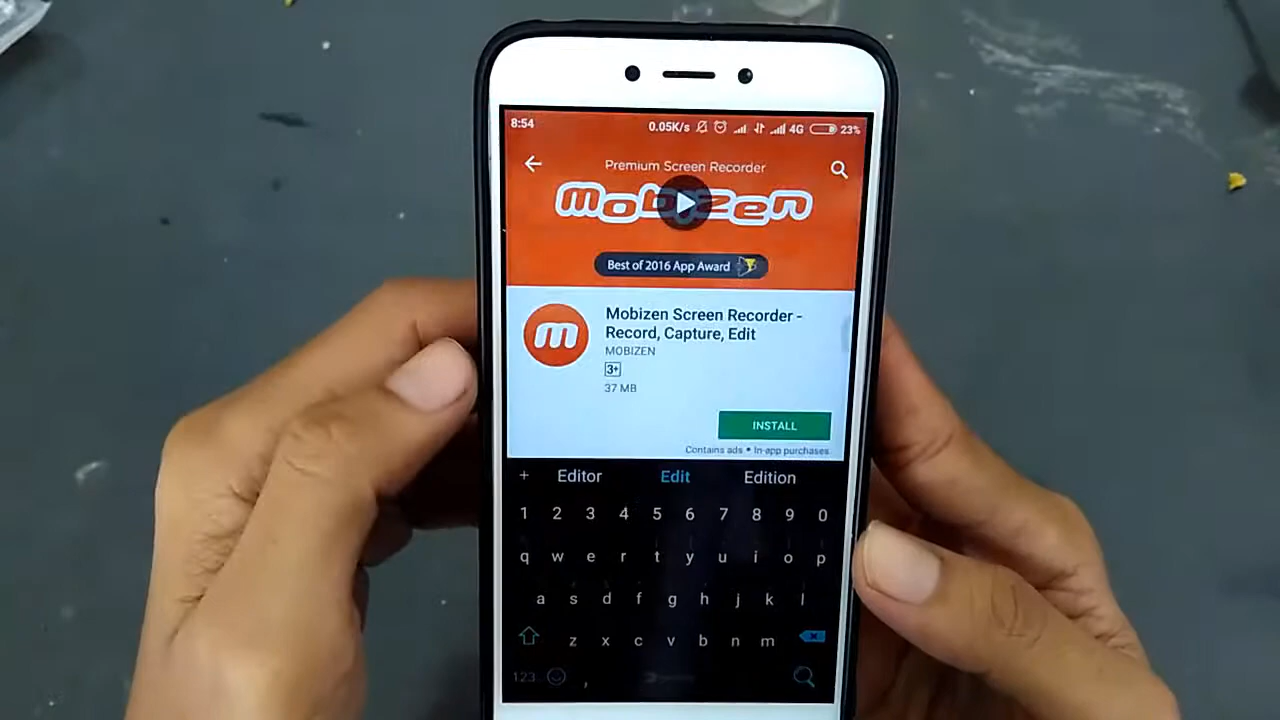 8:54 0.05K/s 4G 23%
Premium Screen Recorder
mobizen
Best of 2016 App Award
m
Mobizen Screen Recorder -
Record, Capture, Edit
MOBIZEN
3+
37 MB
INSTALL
Contains ads • In-app purchases
+ Editor Edit Edition
1 2 3 4 5 6 7 8 9 0
q w e r t y u i o p
a s d f g h j k l
z x c v b n m
123 ,